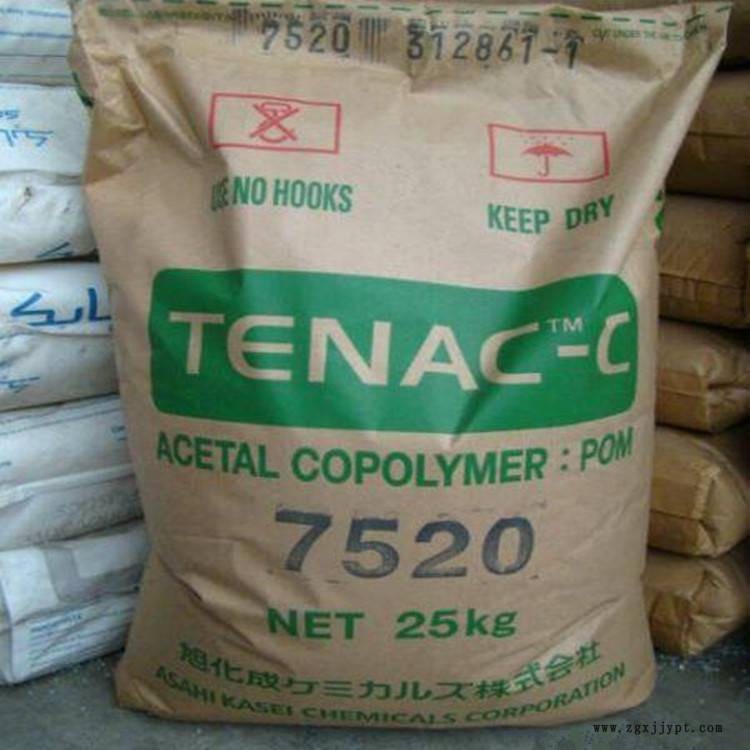 7520 312861-1
USE NO HOOKS
KEEP DRY
TENAC™-C
ACETAL COPOLYMER : POM
7520
NET 25kg
旭化成ケミカルズ株式会社
ASAHI KASEI CHEMICALS CORPORATION
www.zgxjjypt.com